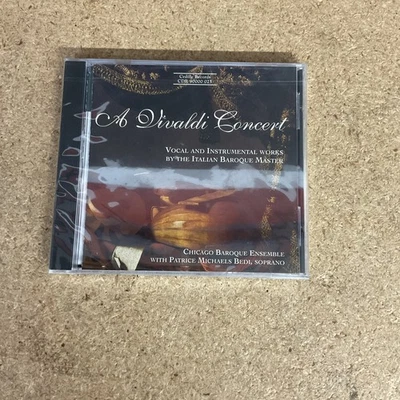 Cedille Records
CDR 90000 025
A Vivaldi Concert
Vocal and Instrumental works
by the Italian Baroque Master
Chicago Baroque Ensemble
with Patrice Michaels Bedi, soprano